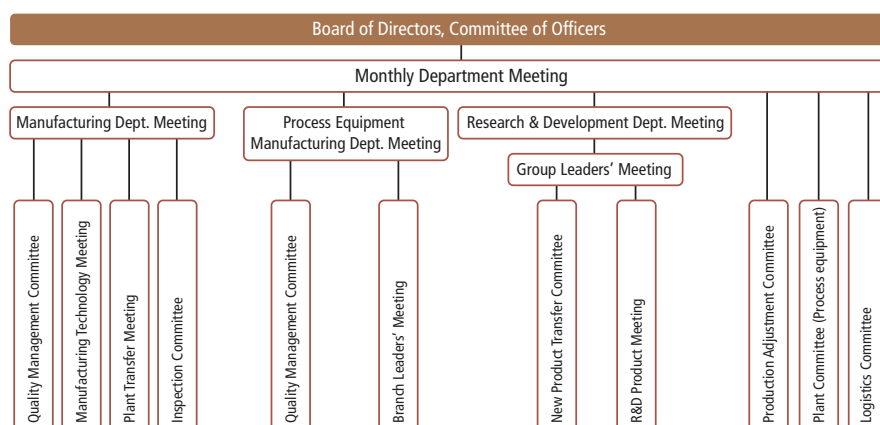 Board of Directors, Committee of Officers
Monthly Department Meeting
Manufacturing Dept. Meeting
Process Equipment
Manufacturing Dept. Meeting
Research & Development Dept. Meeting
Group Leaders’ Meeting
Quality Management Committee
Manufacturing Technology Meeting
Plant Transfer Meeting
Inspection Committee
Quality Management Committee
Branch Leaders’ Meeting
New Product Transfer Committee
R&D Product Meeting
Production Adjustment Committee
Plant Committee (Process equipment)
Logistics Committee